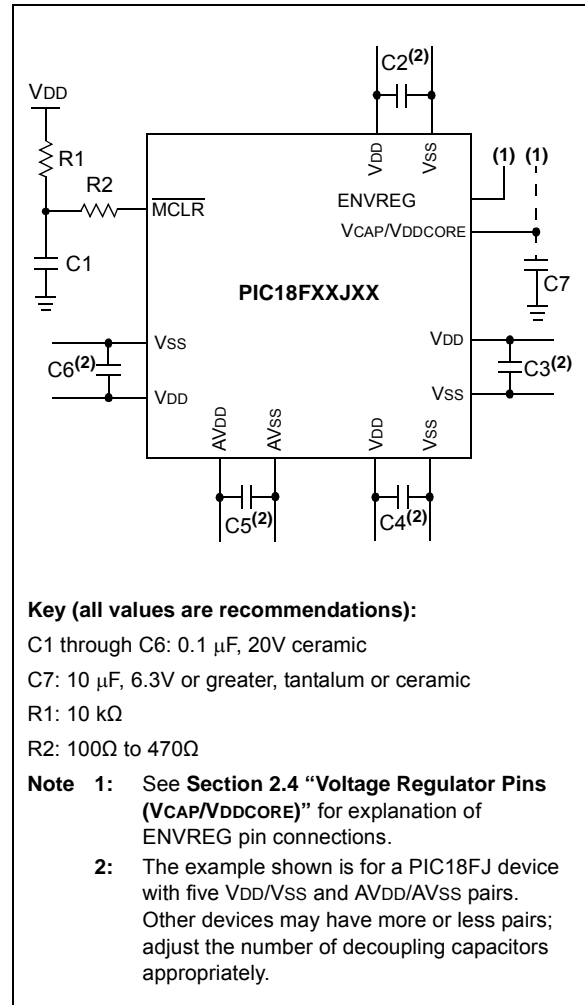 C2(2)
VDD
R1
R2
C1
VDD
VSS
(1) (1)
MCLR
ENVREG
VCAP/VDDCORE
C7
PIC18FXXJXX
VSS
C6(2)
VDD
VDD
C3(2)
VSS
AVDD
AVSS
VDD
VSS
C5(2)
C4(2)
Key (all values are recommendations):
C1 through C6: 0.1 μF, 20V ceramic
C7: 10 μF, 6.3V or greater, tantalum or ceramic
R1: 10 kΩ
R2: 100Ω to 470Ω
Note 1: See Section 2.4 “Voltage Regulator Pins
(VCAP/VDDCORE)” for explanation of
ENVREG pin connections.
2: The example shown is for a PIC18FJ device
with five VDD/VSS and AVDD/AVSS pairs.
Other devices may have more or less pairs;
adjust the number of decoupling capacitors
appropriately.